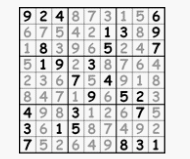 9 2 4 8 7 3 1 5 6
6 7 5 4 2 1 3 8 9
1 8 3 9 6 5 2 4 7
5 1 9 2 3 8 7 6 4
2 3 6 7 5 4 9 1 8
8 4 7 1 9 6 5 2 3
4 9 8 3 1 2 6 7 5
3 6 1 5 8 7 4 9 2
7 5 2 6 4 9 8 3 1